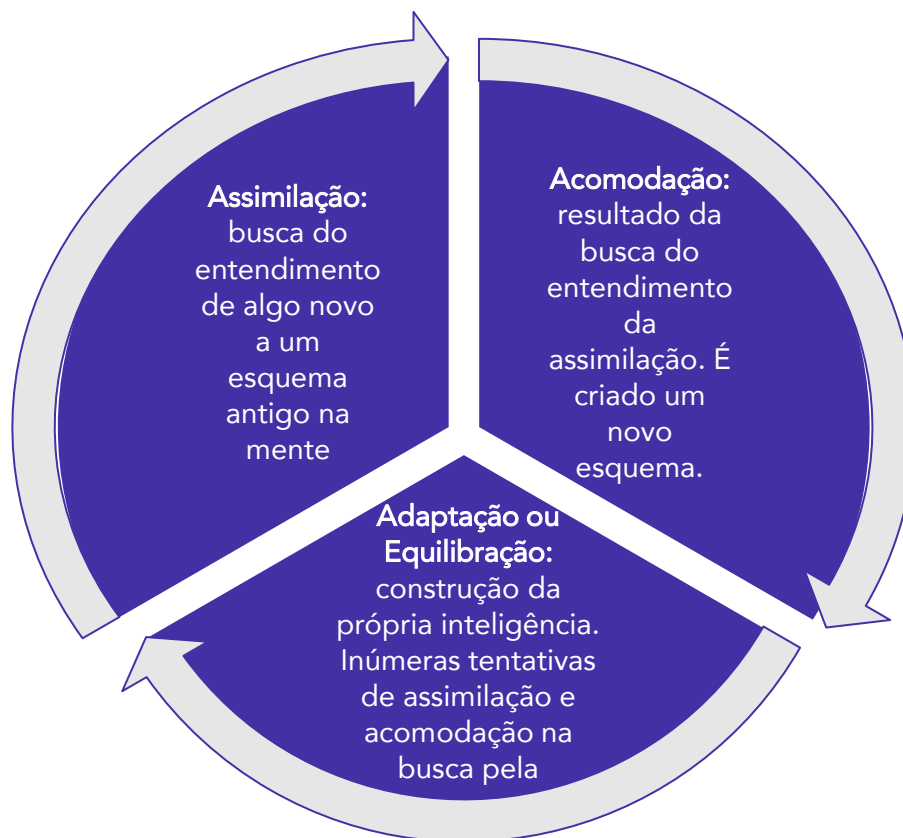 Assimilação:
busca do
entendimento
de algo novo
a um
esquema
antigo na
mente
Acomodação:
resultado da
busca do
entendimento
da
assimilação. É
criado um
novo
esquema.
Adaptação ou
Equilibração:
construção da
própria inteligência.
Inúmeras tentativas
de assimilação e
acomodação na
busca pela